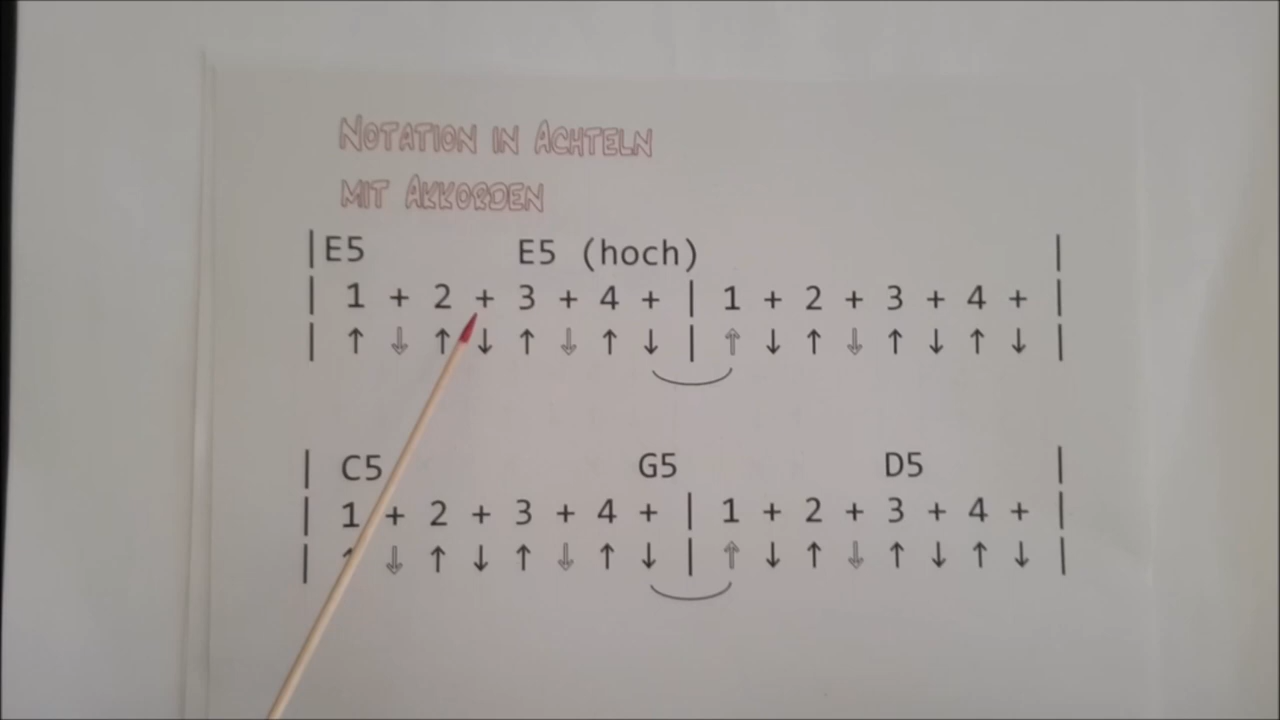 NOTATION IN ACHTELN
MIT AKKORDEN
|E5 E5 (hoch) |
| 1 + 2 + 3 + 4 + | 1 + 2 + 3 + 4 + |
| ↑ ⇩ ↑ ↓ ↑ ⇩ ↑ ↓ | ⇧ ↓ ↑ ⇩ ↑ ↓ ↑ ↓ |
| C5 G5 D5 |
| 1 + 2 + 3 + 4 + | 1 + 2 + 3 + 4 + |
| ↑ ⇩ ↑ ↓ ↑ ⇩ ↑ ↓ | ⇧ ↓ ↑ ⇩ ↑ ↓ ↑ ↓ |